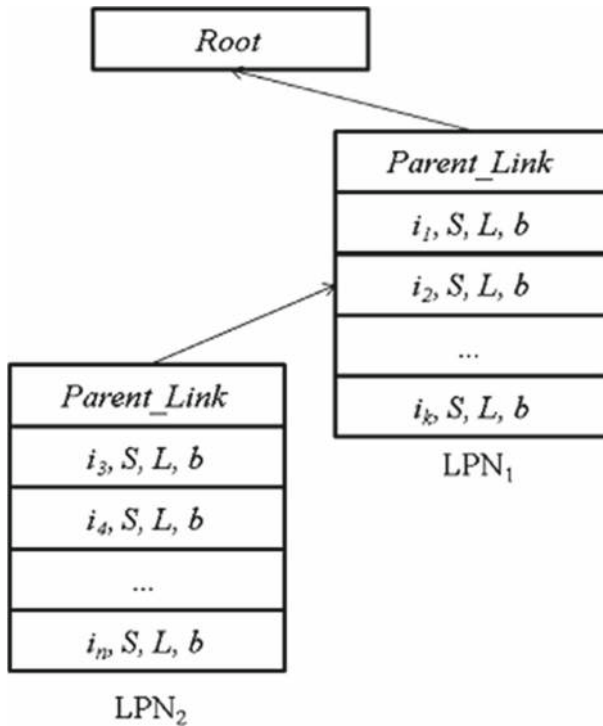 Root
Parent_Link
i₁, S, L, b
i₂, S, L, b
...
iₖ, S, L, b
LPN₁
Parent_Link
i₃, S, L, b
i₄, S, L, b
...
iₙ, S, L, b
LPN₂